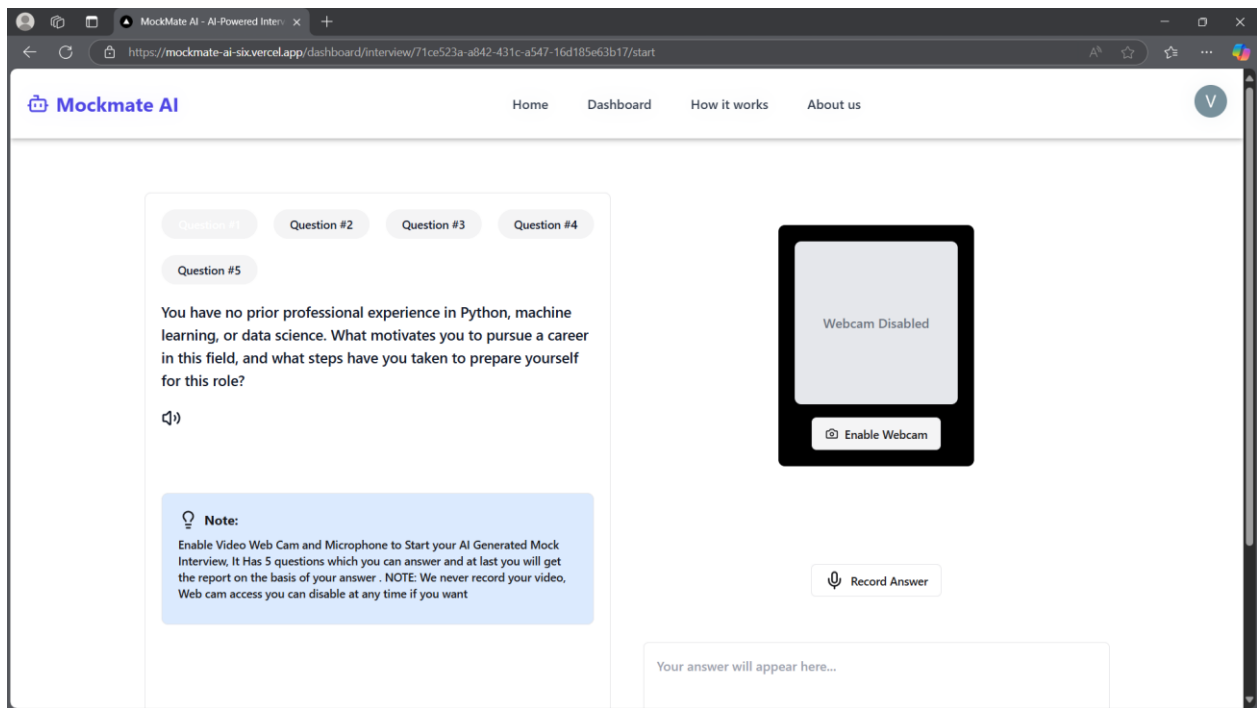 MockMate AI - AI-Powered Interv
https://mockmate-ai-six.vercel.app/dashboard/interview/71ce523a-a842-431c-a547-16d185e63b17/start
Mockmate AI
Home Dashboard How it works About us
V
Question #1 Question #2 Question #3 Question #4
Question #5
You have no prior professional experience in Python, machine
learning, or data science. What motivates you to pursue a career
in this field, and what steps have you taken to prepare yourself
for this role?
Note:
Enable Video Web Cam and Microphone to Start your AI Generated Mock
Interview, It Has 5 questions which you can answer and at last you will get
the report on the basis of your answer . NOTE: We never record your video,
Web cam access you can disable at any time if you want
Webcam Disabled
Enable Webcam
Record Answer
Your answer will appear here...